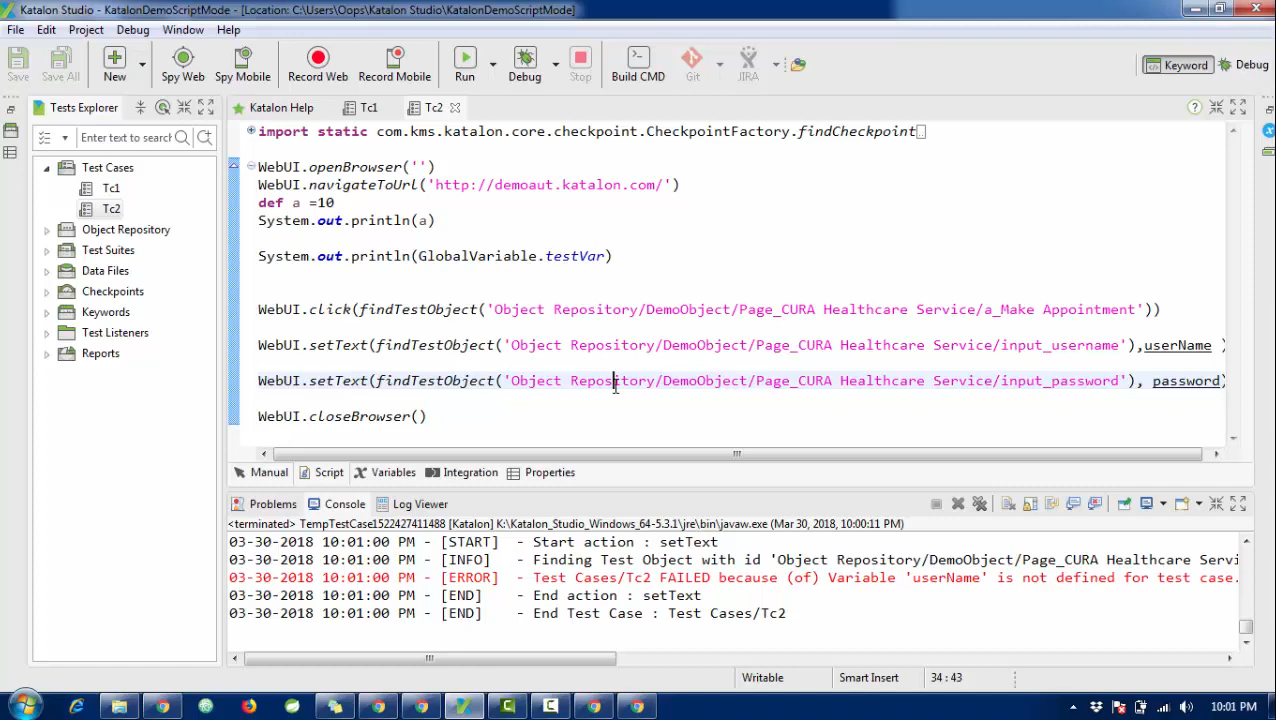 Katalon Studio - KatalonDemoScriptMode - [Location: C:\Users\Oops\Katalon Studio\KatalonDemoScriptMode]
File Edit Project Debug Window Help
Save Save All New Spy Web Spy Mobile Record Web Record Mobile Run Debug Stop Build CMD Git JIRA Keyword Debug
Tests Explorer
Katalon Help Tc1 Tc2
Enter text to search
Test Cases
Tc1
Tc2
Object Repository
Test Suites
Data Files
Checkpoints
Keywords
Test Listeners
Reports
import static com.kms.katalon.core.checkpoint.CheckpointFactory.findCheckpoint
WebUI.openBrowser('')
WebUI.navigateToUrl('http://demoaut.katalon.com/')
def a =10
System.out.println(a)
System.out.println(GlobalVariable.testVar)
WebUI.click(findTestObject('Object Repository/DemoObject/Page_CURA Healthcare Service/a_Make Appointment'))
WebUI.setText(findTestObject('Object Repository/DemoObject/Page_CURA Healthcare Service/input_username'),userName )
WebUI.setText(findTestObject('Object Repository/DemoObject/Page_CURA Healthcare Service/input_password'), password)
WebUI.closeBrowser()
Manual Script Variables Integration Properties
Problems Console Log Viewer
<terminated> TempTestCase1522427411488 [Katalon] K:\Katalon_Studio_Windows_64-5.3.1\jre\bin\javaw.exe (Mar 30, 2018, 10:00:11 PM)
03-30-2018 10:01:00 PM - [START] - Start action : setText
03-30-2018 10:01:00 PM - [INFO] - Finding Test Object with id 'Object Repository/DemoObject/Page_CURA Healthcare Servi
03-30-2018 10:01:00 PM - [ERROR] - Test Cases/Tc2 FAILED because (of) Variable 'userName' is not defined for test case.
03-30-2018 10:01:00 PM - [END] - End action : setText
03-30-2018 10:01:00 PM - [END] - End Test Case : Test Cases/Tc2
Writable Smart Insert 34 : 43
10:01 PM